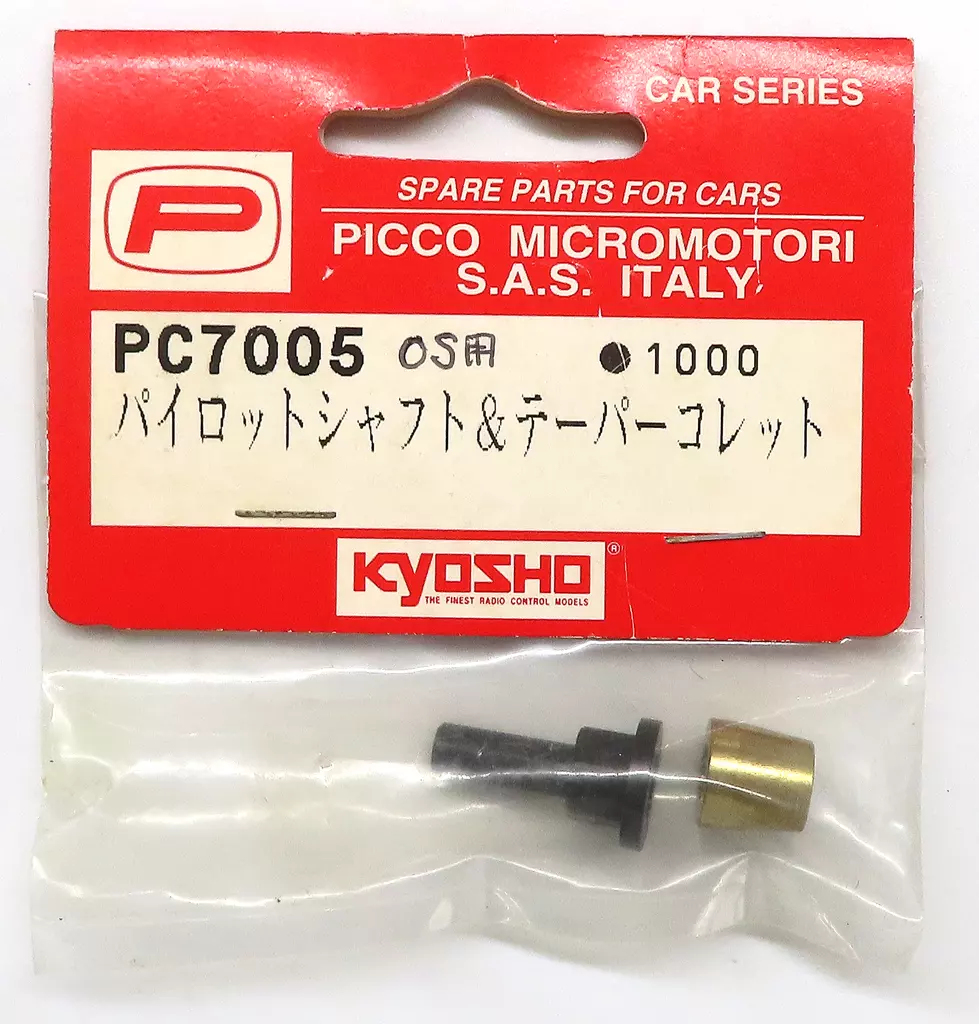 CAR SERIES
P
SPARE PARTS FOR CARS
PICCO MICROMOTORI
S.A.S. ITALY
PC7005 OS用 ●1000
パイロットシャフト&テーパーコレット
KYOSHO®
THE FINEST RADIO CONTROL MODELS